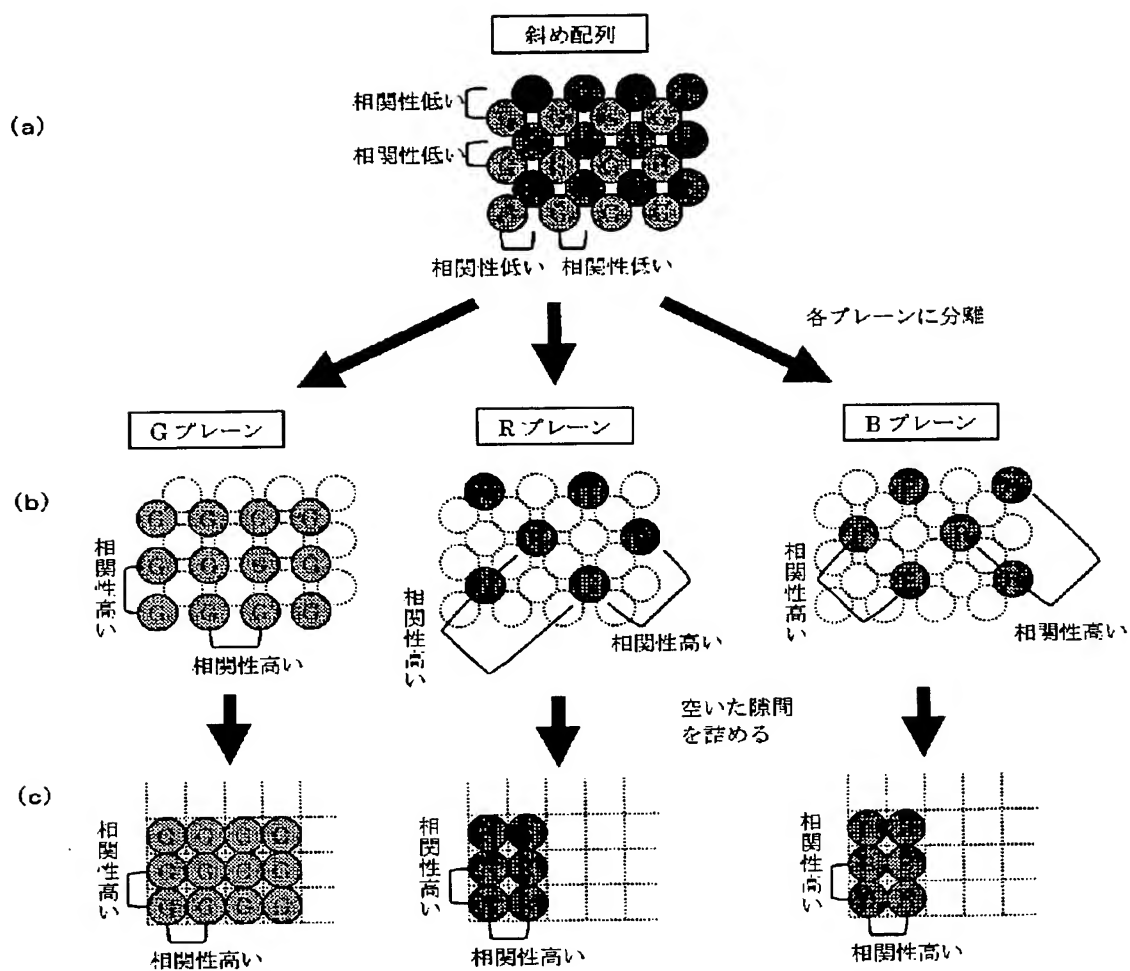 斜め配列
(a)
相関性低い
相関性低い
相関性低い 相関性低い
各プレーンに分離
G プレーン
R プレーン
B プレーン
(b)
G G G G
相関性高い
相関性高い
相関性高い
相関性高い
相関性高い
相関性高い
空いた隙間
を詰める
(c)
相関性高い
相関性高い
相関性高い
相関性高い
相関性高い
相関性高い